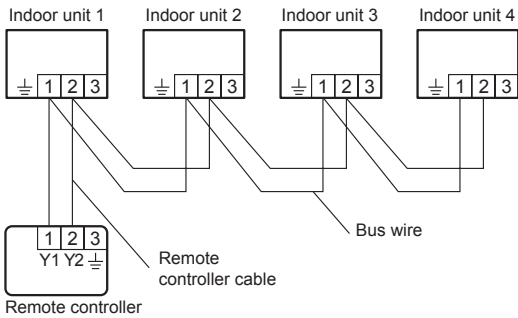 Indoor unit 1 Indoor unit 2 Indoor unit 3 Indoor unit 4
⏚ 1 2 3 ⏚ 1 2 3 ⏚ 1 2 3 ⏚ 1 2 3
Bus wire
1 2 3
Y1 Y2 ⏚
Remote
controller cable
Remote controller